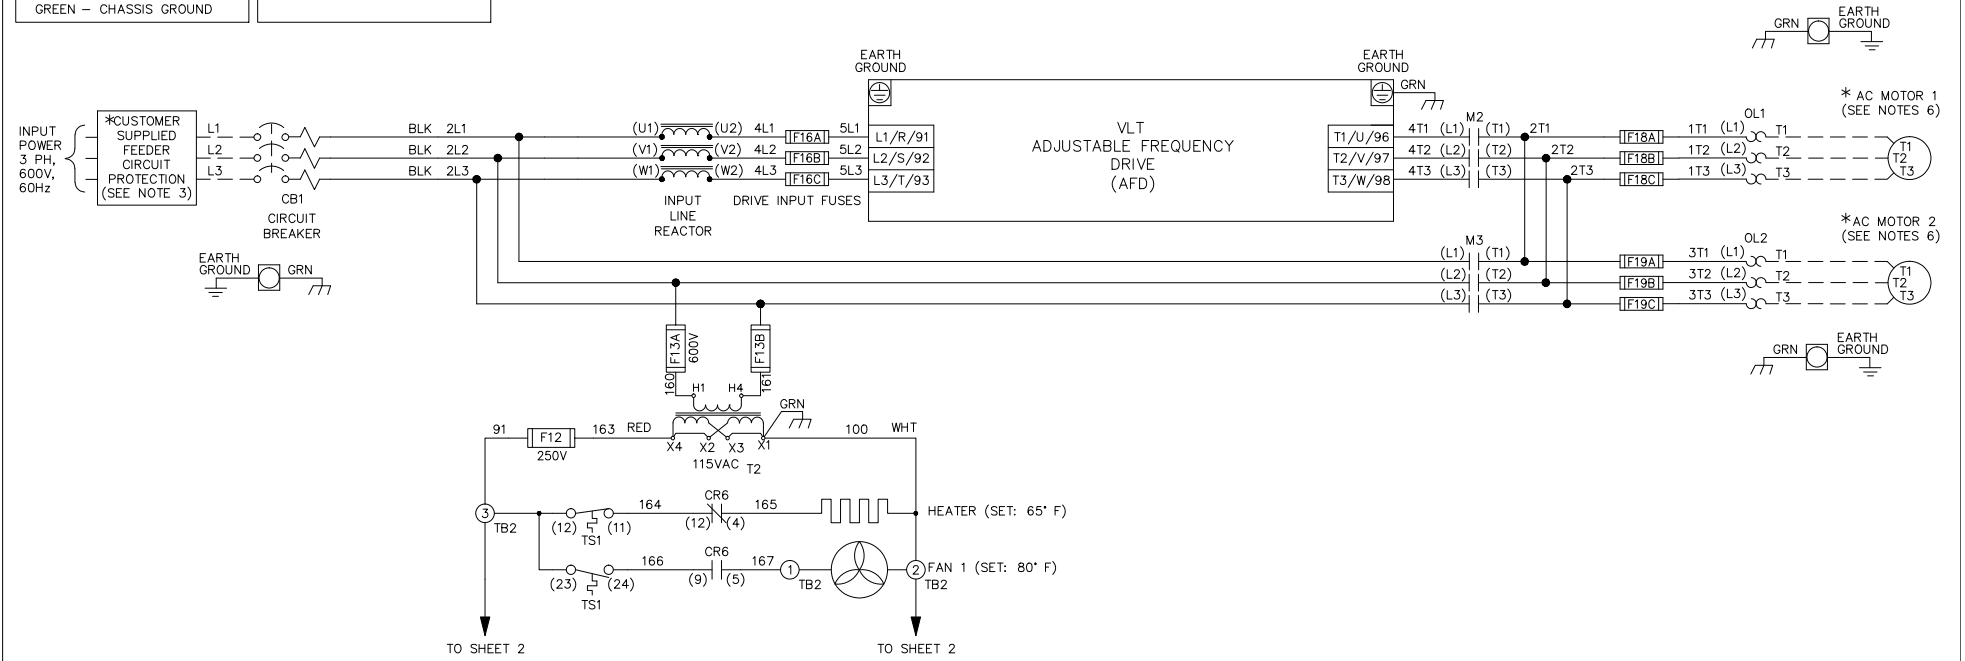 GREEN – CHASSIS GROUND
GRN
EARTH
GROUND
INPUT
POWER
3 PH,
600V,
60Hz
*CUSTOMER
SUPPLIED
FEEDER
CIRCUIT
PROTECTION
(SEE NOTE 3)
L1
L2
L3
CB1
CIRCUIT
BREAKER
BLK 2L1
BLK 2L2
BLK 2L3
(U1) (U2) 4L1 F16A 5L1
(V1) (V2) 4L2 F16B 5L2
(W1) (W2) 4L3 F16C 5L3
INPUT
LINE
REACTOR
DRIVE INPUT FUSES
EARTH
GROUND
L1/R/91
L2/S/92
L3/T/93
VLT
ADJUSTABLE FREQUENCY
DRIVE
(AFD)
EARTH
GROUND
GRN
T1/U/96
T2/V/97
T3/W/98
M2
4T1 (L1) (T1) 2T1 F18A 1T1 (L1) T1
4T2 (L2) (T2) 2T2 F18B 1T2 (L2) T2
4T3 (L3) (T3) 2T3 F18C 1T3 (L3) T3
OL1
* AC MOTOR 1
(SEE NOTES 6)
T1
T2
T3
M3
(L1) (T1) F19A 3T1 (L1) T1
(L2) (T2) F19B 3T2 (L2) T2
(L3) (T3) F19C 3T3 (L3) T3
OL2
*AC MOTOR 2
(SEE NOTES 6)
T1
T2
T3
EARTH
GROUND
GRN
GRN
EARTH
GROUND
F13A
600V
F13B
160
161
H1 H4
GRN
91 F12 163 RED
250V
X4 X2 X3 X1
115VAC T2
100 WHT
3
TB2
(12) (11)
TS1
164
CR6
(12) (4)
165
HEATER (SET: 65° F)
(23) (24)
TS1
166
CR6
(9) (5)
167
1
TB2
2
TB2
FAN 1 (SET: 80° F)
TO SHEET 2
TO SHEET 2